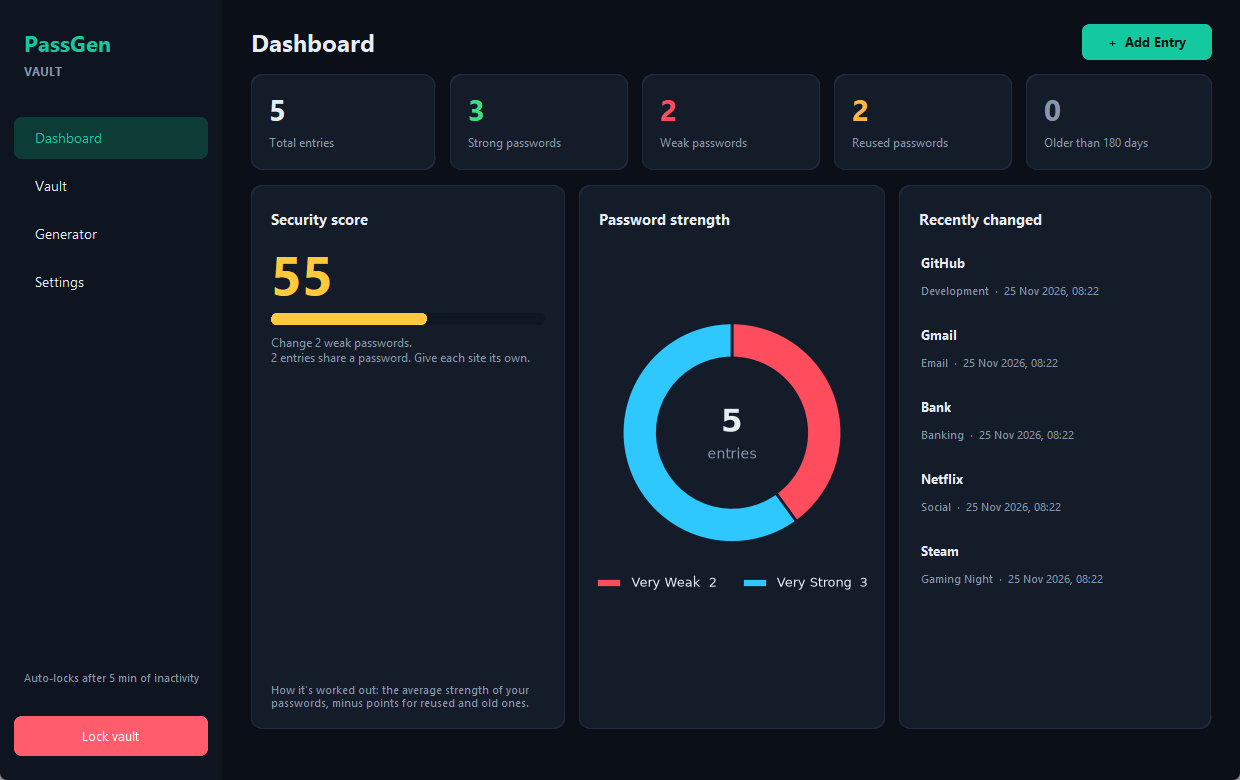 PassGen
VAULT
Dashboard
Vault
Generator
Settings
Auto-locks after 5 min of inactivity
Lock vault
Dashboard
+ Add Entry
5
Total entries
3
Strong passwords
2
Weak passwords
2
Reused passwords
0
Older than 180 days
Security score
55
Change 2 weak passwords.
2 entries share a password. Give each site its own.
How it's worked out: the average strength of your
passwords, minus points for reused and old ones.
Password strength
5
entries
Very Weak 2
Very Strong 3
Recently changed
GitHub
Development · 25 Nov 2026, 08:22
Gmail
Email · 25 Nov 2026, 08:22
Bank
Banking · 25 Nov 2026, 08:22
Netflix
Social · 25 Nov 2026, 08:22
Steam
Gaming Night · 25 Nov 2026, 08:22